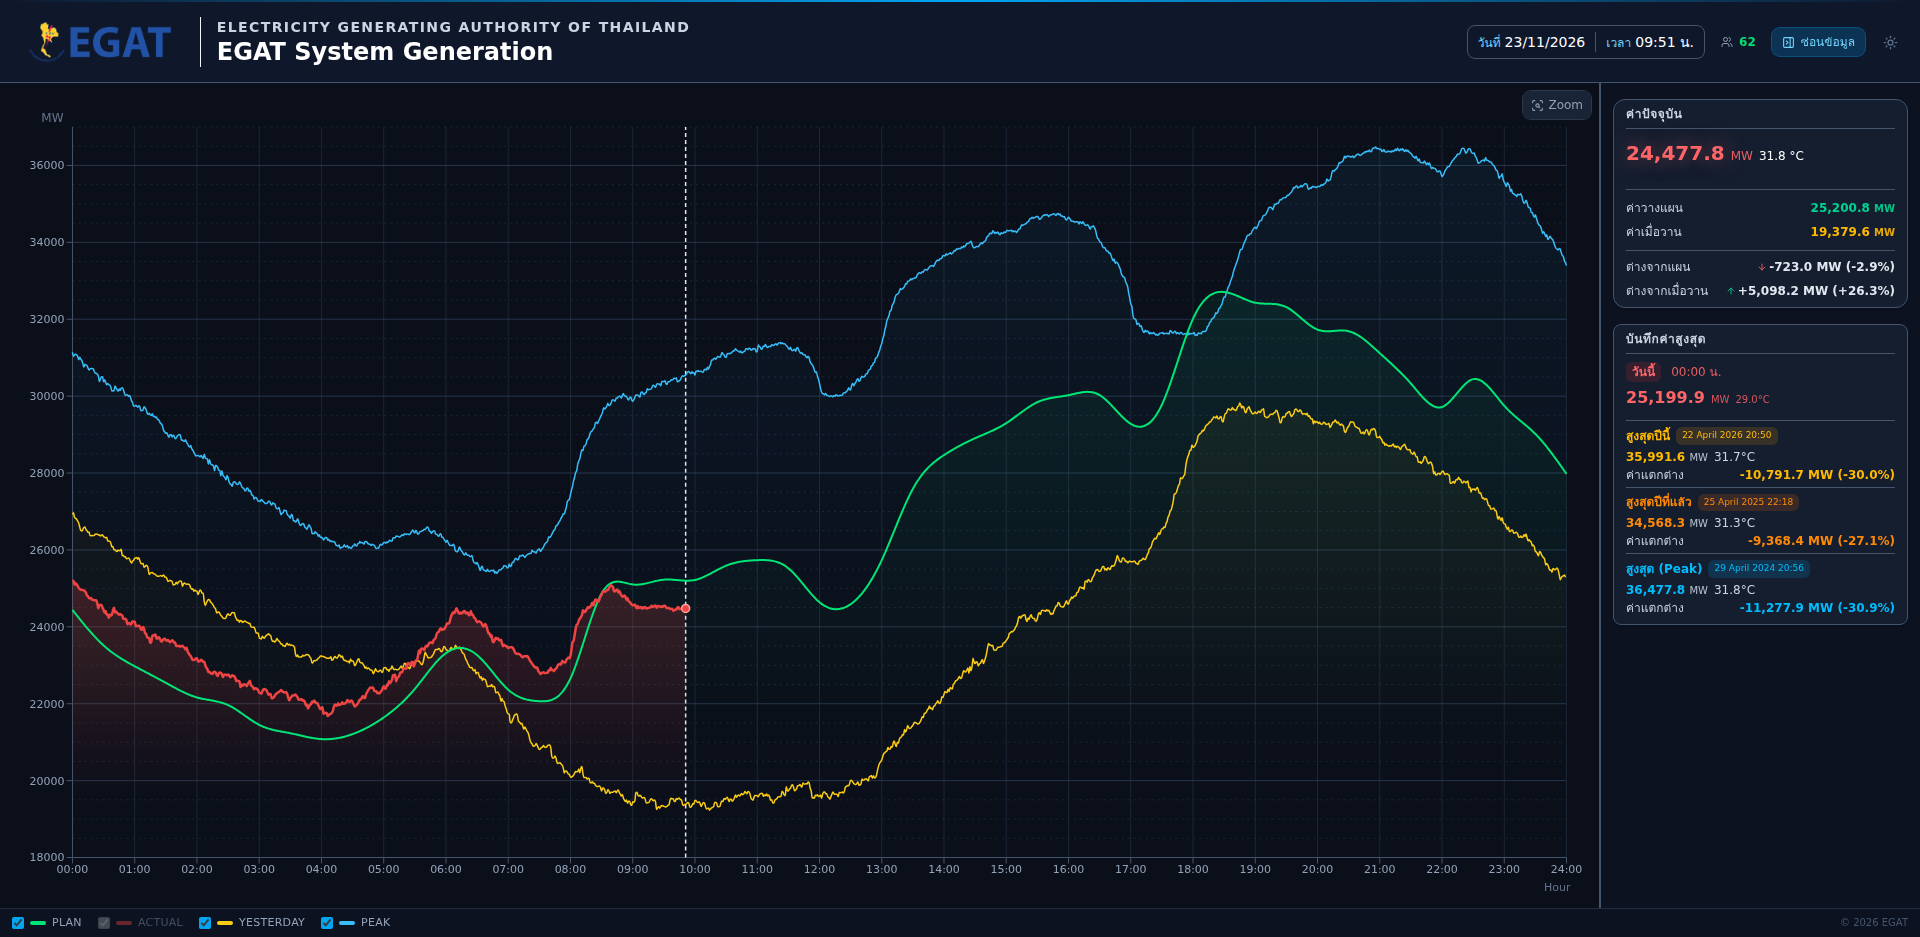 EGAT
ELECTRICITY GENERATING AUTHORITY OF THAILAND
EGAT System Generation
วันที่ 23/11/2026 เวลา 09:51 น.
62
ซ่อนข้อมูล
Zoom
MW
36000
34000
32000
30000
28000
26000
24000
22000
20000
18000
00:00 01:00 02:00 03:00 04:00 05:00 06:00 07:00 08:00 09:00 10:00 11:00 12:00 13:00 14:00 15:00 16:00 17:00 18:00 19:00 20:00 21:00 22:00 23:00 24:00
Hour
ค่าปัจจุบัน
24,477.8 MW 31.8 °C
ค่าวางแผน 25,200.8 MW
ค่าเมื่อวาน 19,379.6 MW
ต่างจากแผน ↓ -723.0 MW (-2.9%)
ต่างจากเมื่อวาน ↑ +5,098.2 MW (+26.3%)
บันทึกค่าสูงสุด
วันนี้ 00:00 น.
25,199.9 MW 29.0°C
สูงสุดปีนี้ 22 April 2026 20:50
35,991.6 MW 31.7°C
ค่าแตกต่าง -10,791.7 MW (-30.0%)
สูงสุดปีที่แล้ว 25 April 2025 22:18
34,568.3 MW 31.3°C
ค่าแตกต่าง -9,368.4 MW (-27.1%)
สูงสุด (Peak) 29 April 2024 20:56
36,477.8 MW 31.8°C
ค่าแตกต่าง -11,277.9 MW (-30.9%)
PLAN ACTUAL YESTERDAY PEAK
© 2026 EGAT